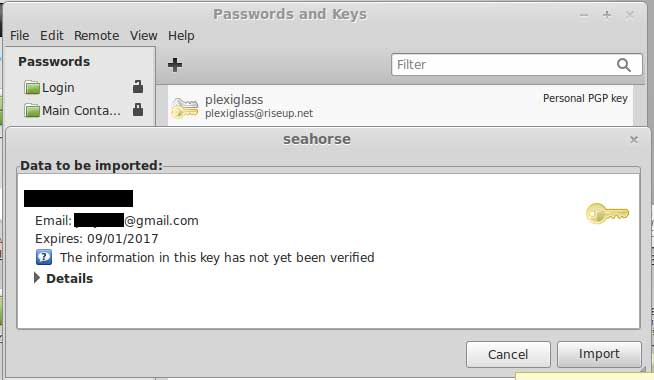 Passwords and Keys
File Edit Remote View Help
Passwords
Login
Main Conta...
Filter
plexiglass
plexiglass@riseup.net
Personal PGP key
seahorse
Data to be imported:
Email: @gmail.com
Expires: 09/01/2017
The information in this key has not yet been verified
Details
Cancel Import